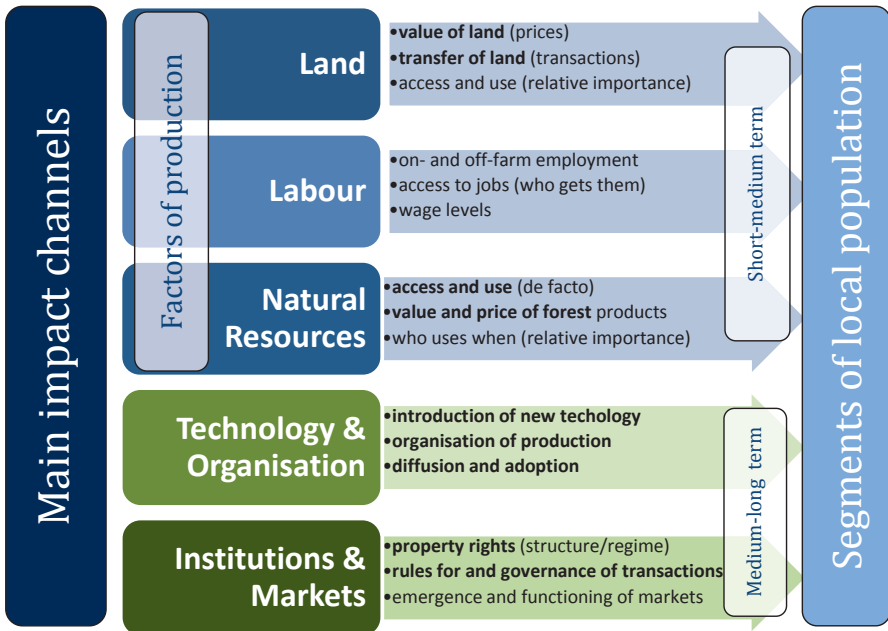 Main impact channels
Factors of production
Land
•value of land (prices)
•transfer of land (transactions)
•access and use (relative importance)
Labour
•on- and off-farm employment
•access to jobs (who gets them)
•wage levels
Natural
Resources
•access and use (de facto)
•value and price of forest products
•who uses when (relative importance)
Short-medium term
Technology &
Organisation
•introduction of new techology
•organisation of production
•diffusion and adoption
Institutions &
Markets
•property rights (structure/regime)
•rules for and governance of transactions
•emergence and functioning of markets
Medium-long term
Segments of local population